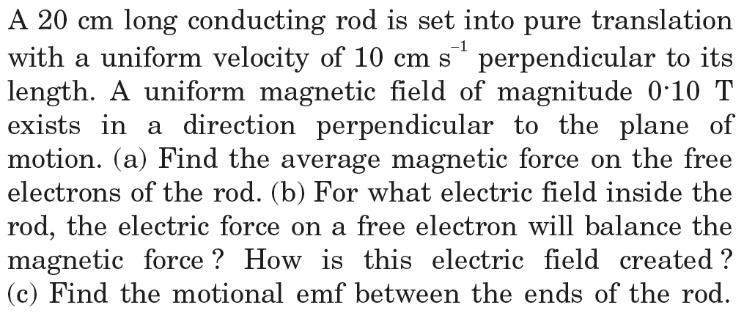 A 20 cm long conducting rod is set into pure translation
with a uniform velocity of 10 cm s⁻¹ perpendicular to its
length. A uniform magnetic field of magnitude 0·10 T
exists in a direction perpendicular to the plane of
motion. (a) Find the average magnetic force on the free
electrons of the rod. (b) For what electric field inside the
rod, the electric force on a free electron will balance the
magnetic force ? How is this electric field created ?
(c) Find the motional emf between the ends of the rod.